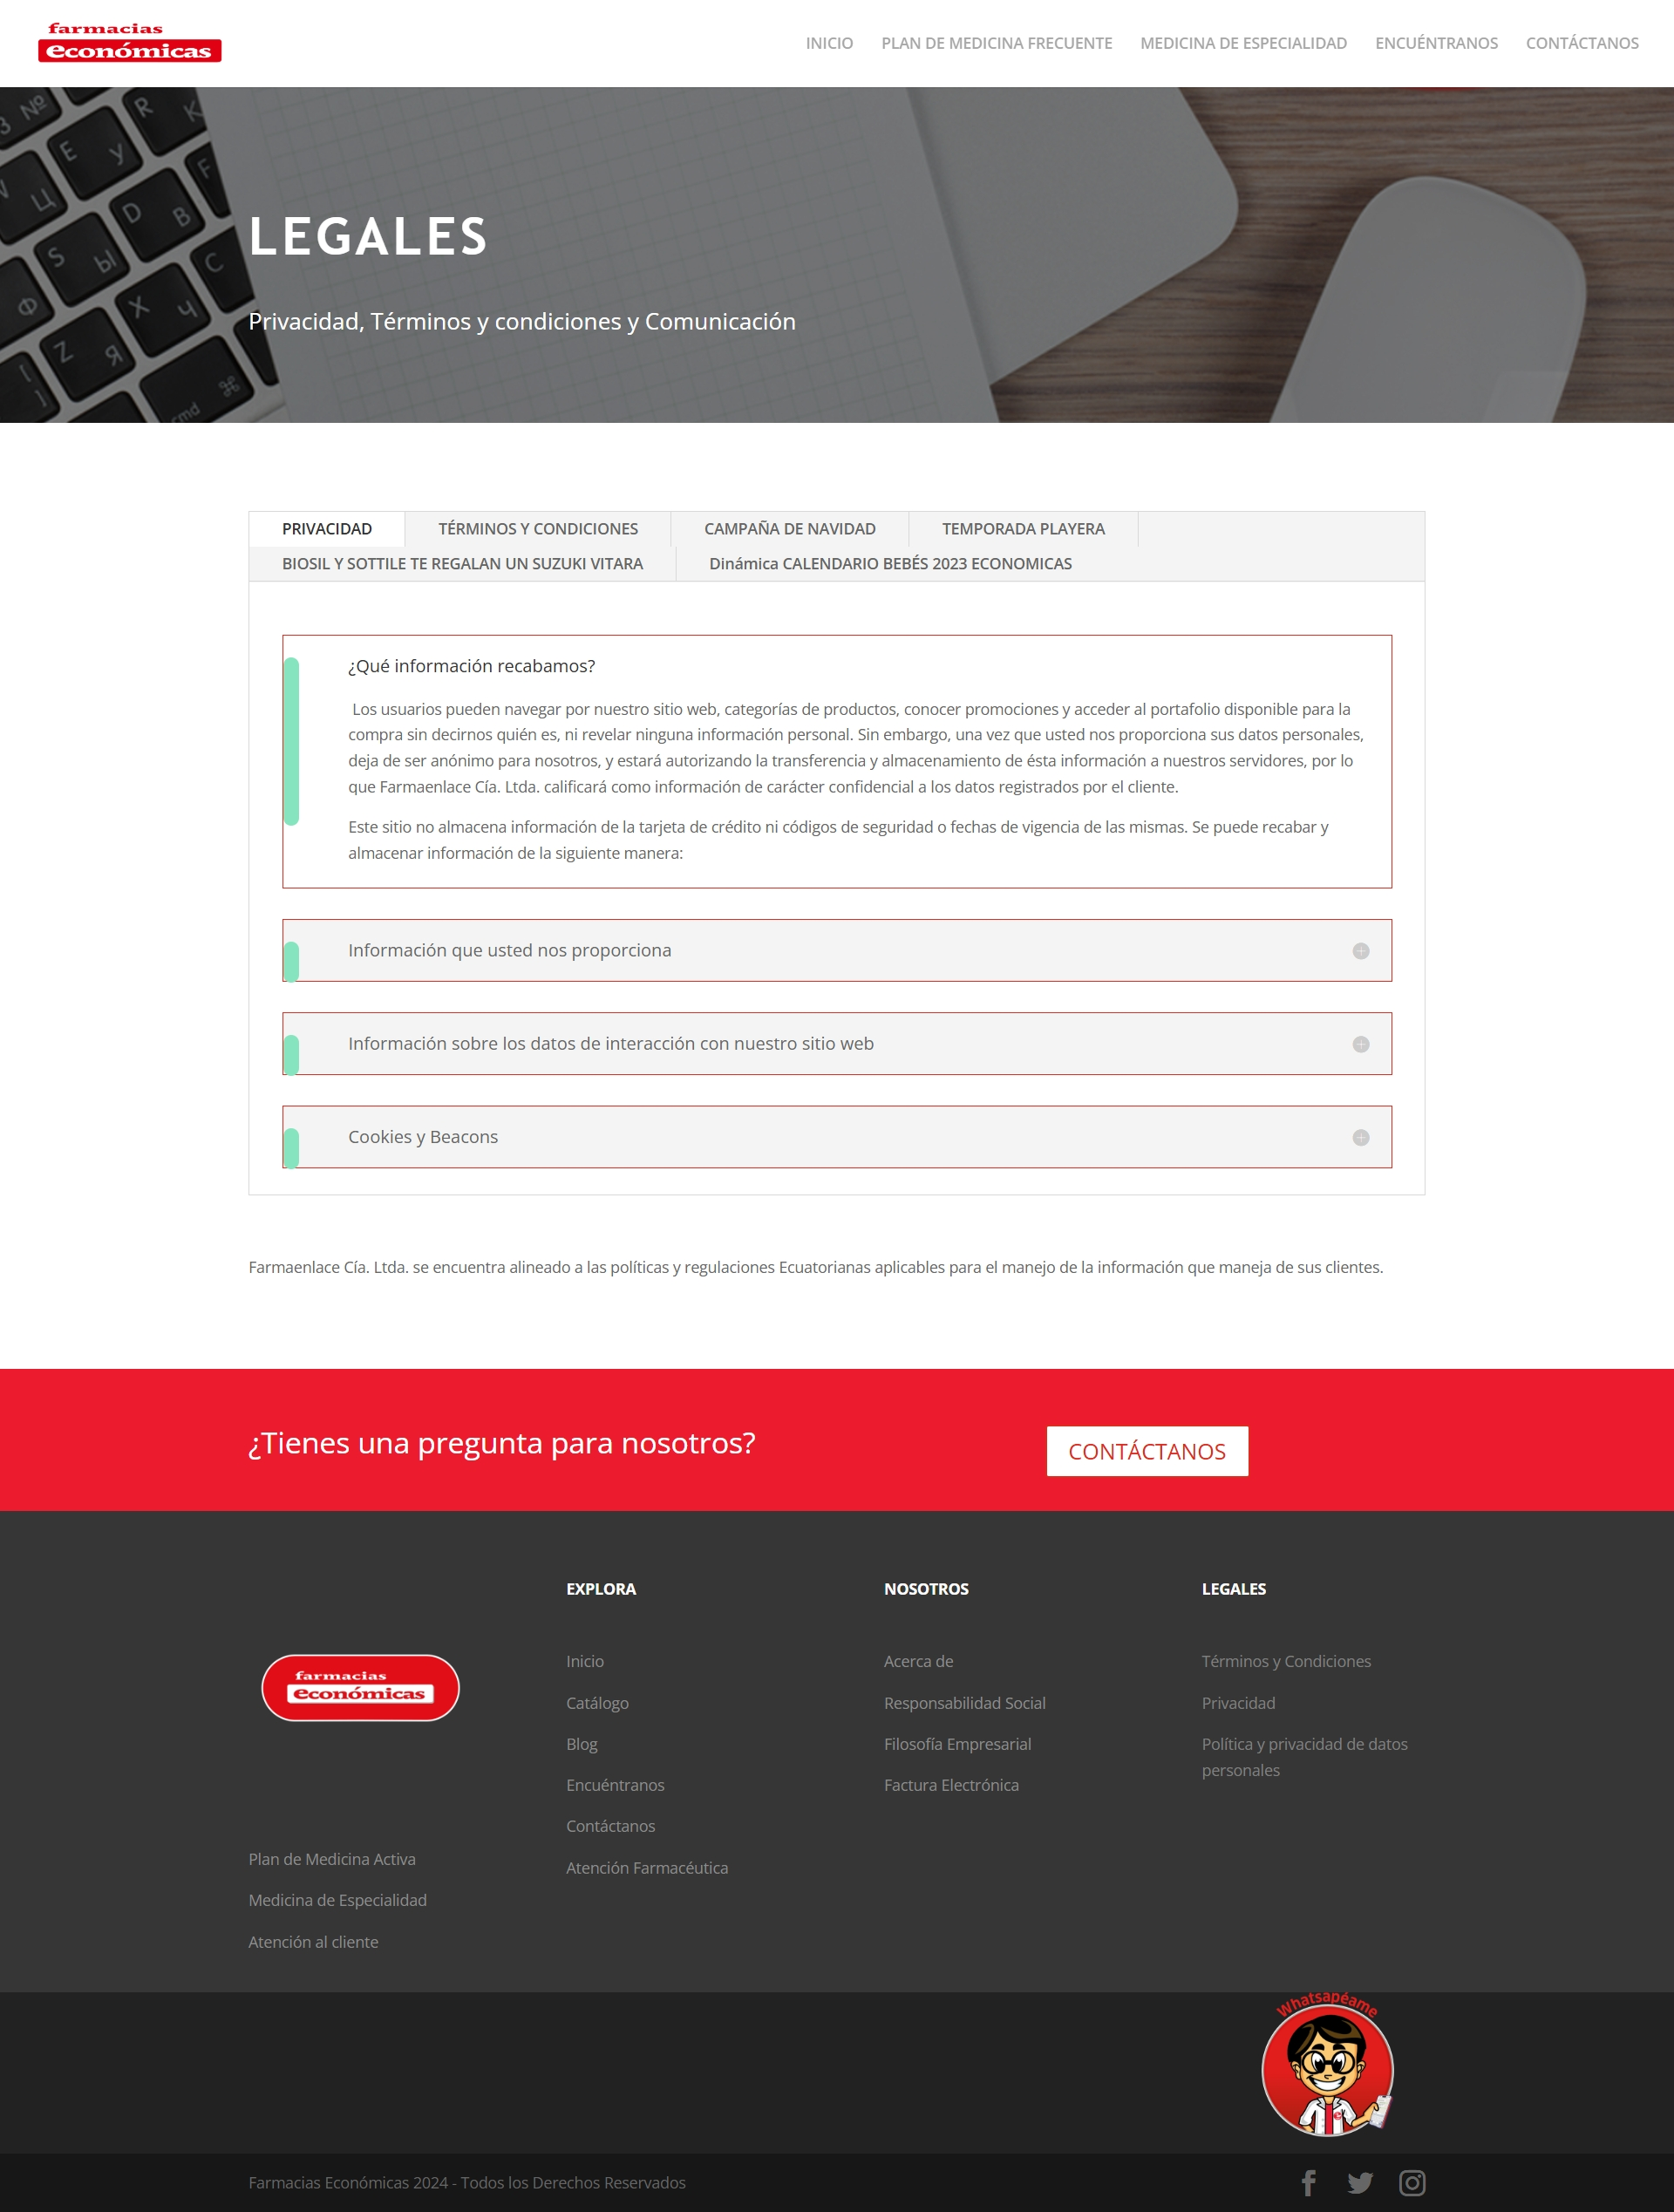 farmacias
económicas
INICIO
PLAN DE MEDICINA FRECUENTE
MEDICINA DE ESPECIALIDAD
ENCUÉNTRANOS
CONTÁCTANOS
LEGALES
Privacidad, Términos y condiciones y Comunicación
PRIVACIDAD
TÉRMINOS Y CONDICIONES
CAMPAÑA DE NAVIDAD
TEMPORADA PLAYERA
BIOSIL Y SOTTILE TE REGALAN UN SUZUKI VITARA
Dinámica CALENDARIO BEBÉS 2023 ECONOMICAS
¿Qué información recabamos?
Los usuarios pueden navegar por nuestro sitio web, categorías de productos, conocer promociones y acceder al portafolio disponible para la
compra sin decirnos quién es, ni revelar ninguna información personal. Sin embargo, una vez que usted nos proporciona sus datos personales,
deja de ser anónimo para nosotros, y estará autorizando la transferencia y almacenamiento de ésta información a nuestros servidores, por lo
que Farmaenlace Cía. Ltda. calificará como información de carácter confidencial a los datos registrados por el cliente.
Este sitio no almacena información de la tarjeta de crédito ni códigos de seguridad o fechas de vigencia de las mismas. Se puede recabar y
almacenar información de la siguiente manera:
Información que usted nos proporciona
Información sobre los datos de interacción con nuestro sitio web
Cookies y Beacons
Farmaenlace Cía. Ltda. se encuentra alineado a las políticas y regulaciones Ecuatorianas aplicables para el manejo de la información que maneja de sus clientes.
¿Tienes una pregunta para nosotros?
CONTÁCTANOS
farmacias
económicas
Plan de Medicina Activa
Medicina de Especialidad
Atención al cliente
EXPLORA
Inicio
Catálogo
Blog
Encuéntranos
Contáctanos
Atención Farmacéutica
NOSOTROS
Acerca de
Responsabilidad Social
Filosofía Empresarial
Factura Electrónica
LEGALES
Términos y Condiciones
Privacidad
Política y privacidad de datos
personales
Whatsapéame
Farmacias Económicas 2024 - Todos los Derechos Reservados